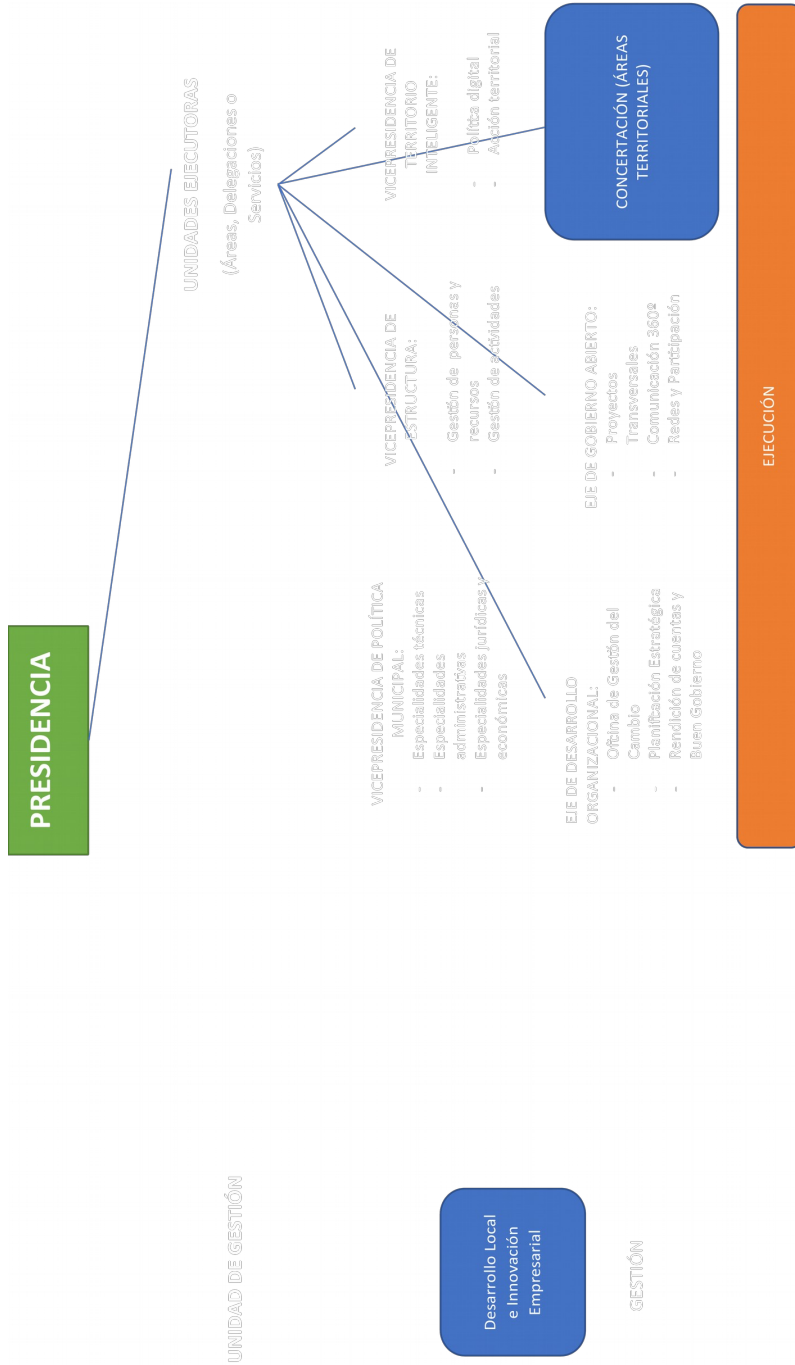 PRESIDENCIA
UNIDAD DE GESTIÓN
UNIDADES EJECUTORAS
(Áreas, Delegaciones o
Servicios)
Desarrollo Local
e Innovación
Empresarial
GESTIÓN
VICEPRESIDENCIA DE POLÍTICA
MUNICIPAL:
- Especialidades técnicas
- Especialidades
administrativas
- Especialidades jurídicas y
económicas
VICEPRESIDENCIA DE
ESTRUCTURA:
- Gestión de personas y
recursos
- Gestión de actividades
VICEPRESIDENCIA DE
TERRITORIO
INTELIGENTE:
- Política digital
- Acción territorial
EJE DE DESARROLLO
ORGANIZACIONAL:
- Oficina de Gestión del
Cambio
- Planificación Estratégica
- Rendición de cuentas y
Buen Gobierno
EJE DE GOBIERNO ABIERTO:
- Proyectos
Transversales
- Comunicación 360º
- Redes y Participación
CONCERTACIÓN (ÁREAS
TERRITORIALES)
EJECUCIÓN